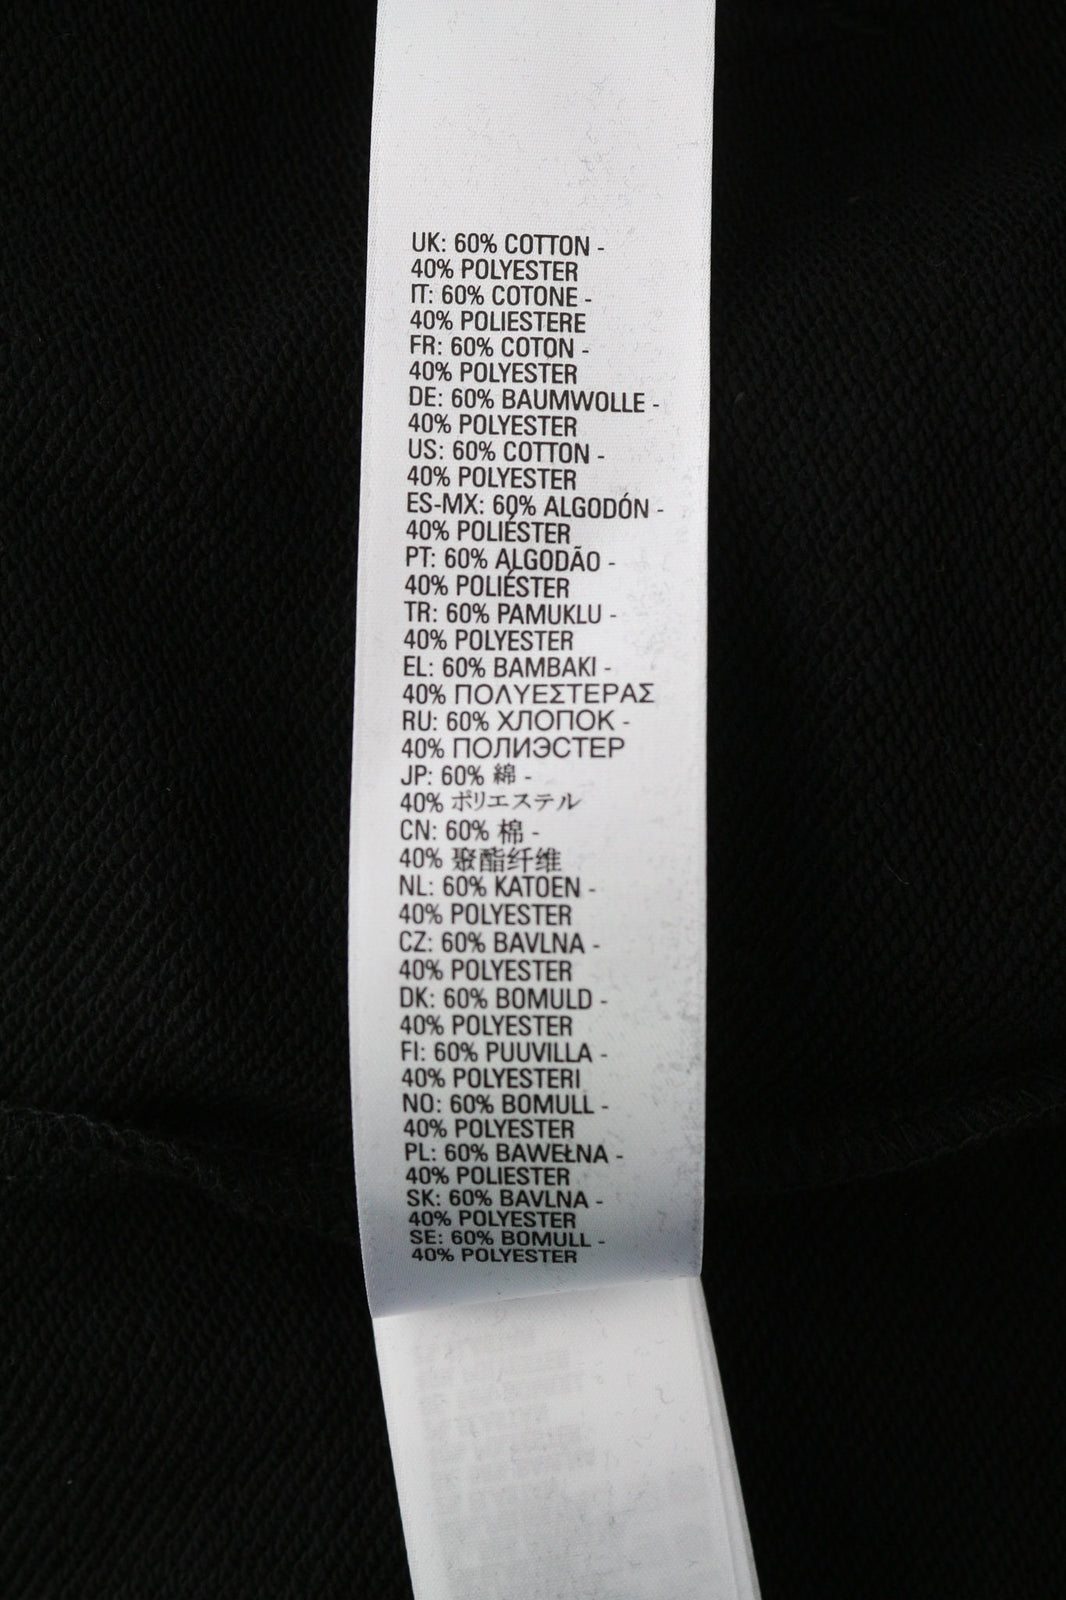 UK: 60% COTTON -
40% POLYESTER
IT: 60% COTONE -
40% POLIESTERE
FR: 60% COTON -
40% POLYESTER
DE: 60% BAUMWOLLE -
40% POLYESTER
US: 60% COTTON -
40% POLYESTER
ES-MX: 60% ALGODÓN -
40% POLIÉSTER
PT: 60% ALGODÃO -
40% POLIÉSTER
TR: 60% PAMUKLU -
40% POLYESTER
EL: 60% BAMBAKI -
40% ΠΟΛΥΕΣΤΕΡΑΣ
RU: 60% ХЛОПОК -
40% ПОЛИЭСТЕР
JP: 60% 綿 -
40% ポリエステル
CN: 60% 棉 -
40% 聚酯纤维
NL: 60% KATOEN -
40% POLYESTER
CZ: 60% BAVLNA -
40% POLYESTER
DK: 60% BOMULD -
40% POLYESTER
FI: 60% PUUVILLA -
40% POLYESTERI
NO: 60% BOMULL -
40% POLYESTER
PL: 60% BAWEŁNA -
40% POLIESTER
SK: 60% BAVLNA -
40% POLYESTER
SE: 60% BOMULL -
40% POLYESTER